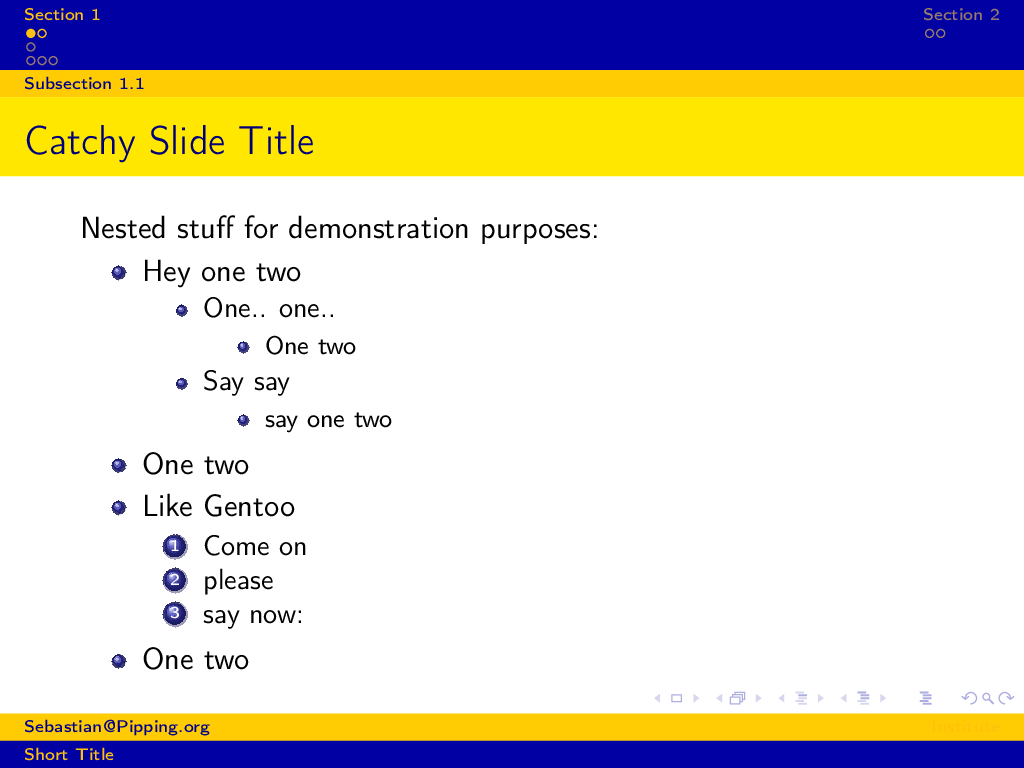 Section 1
Section 2
Subsection 1.1
Catchy Slide Title
Nested stuff for demonstration purposes:
Hey one two
One.. one..
One two
Say say
say one two
One two
Like Gentoo
1 Come on
2 please
3 say now:
One two
Sebastian@Pipping.org
Short Title